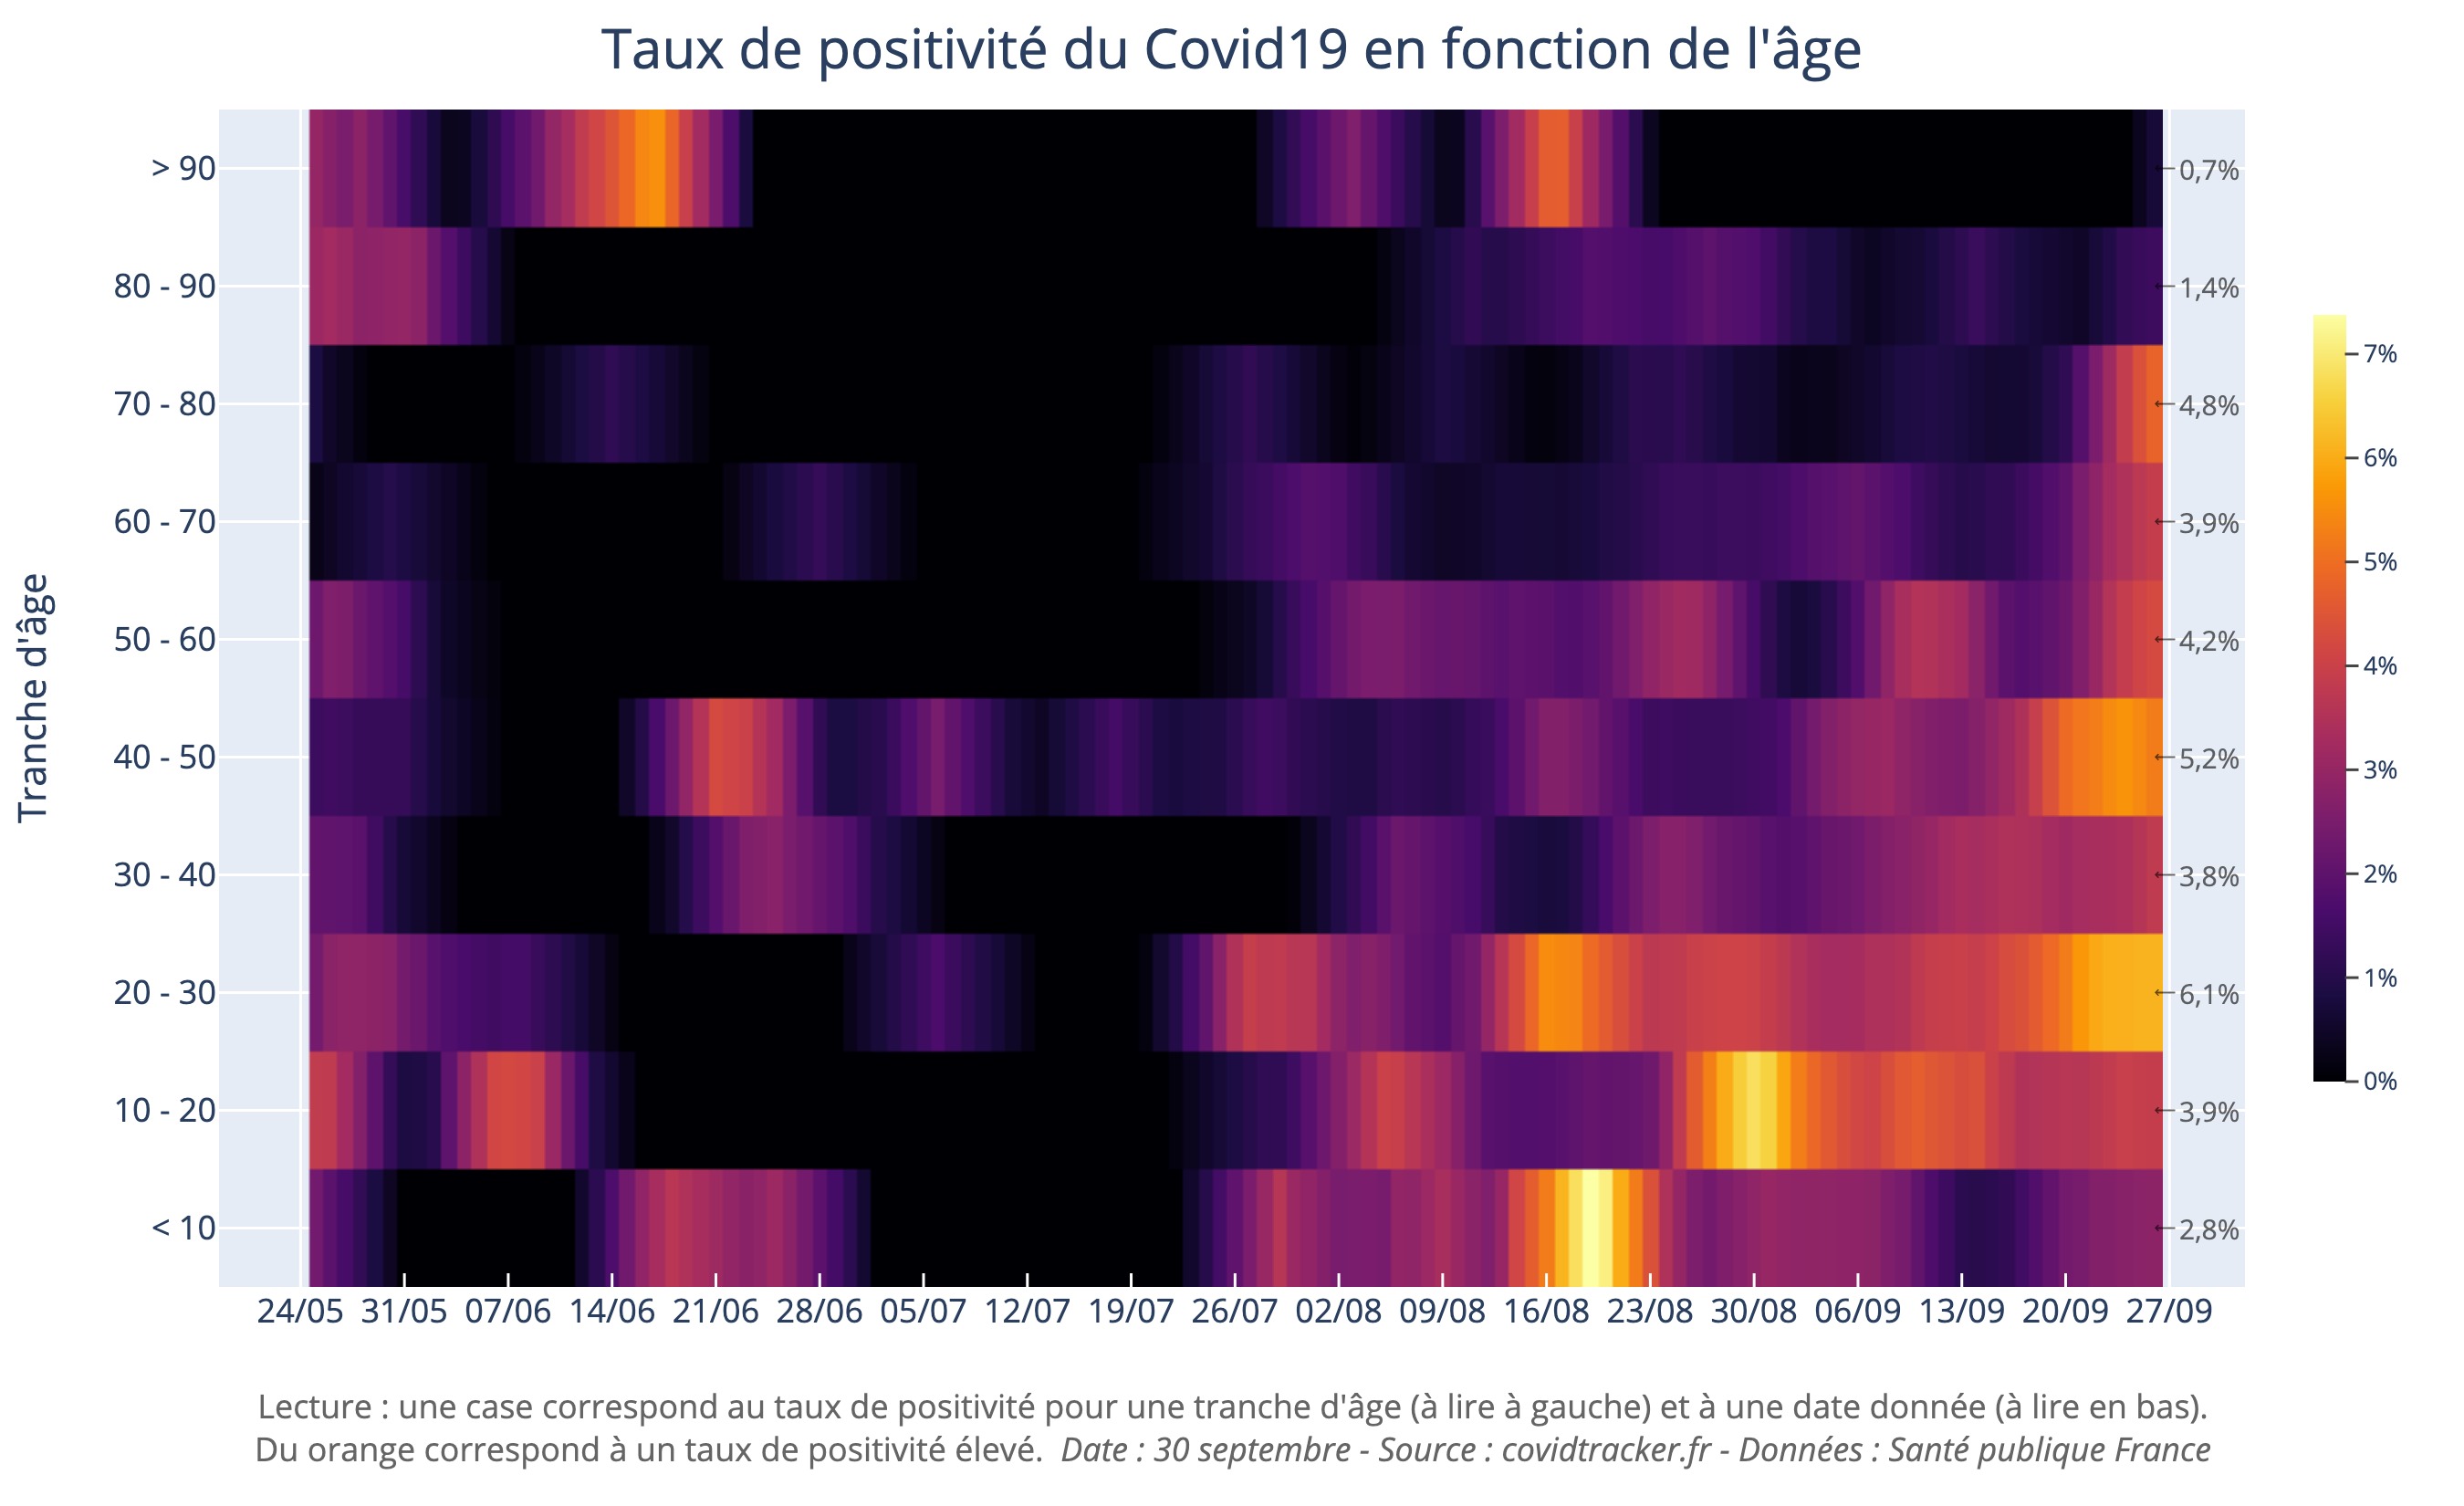 Taux de positivité du Covid19 en fonction de l'âge
Tranche d'âge
> 90
80 - 90
70 - 80
60 - 70
50 - 60
40 - 50
30 - 40
20 - 30
10 - 20
< 10
0,7%
1,4%
4,8%
3,9%
4,2%
5,2%
3,8%
6,1%
3,9%
2,8%
7%
6%
5%
4%
3%
2%
1%
0%
24/05 31/05 07/06 14/06 21/06 28/06 05/07 12/07 19/07 26/07 02/08 09/08 16/08 23/08 30/08 06/09 13/09 20/09 27/09
Lecture : une case correspond au taux de positivité pour une tranche d'âge (à lire à gauche) et à une date donnée (à lire en bas).
Du orange correspond à un taux de positivité élevé. Date : 30 septembre - Source : covidtracker.fr - Données : Santé publique France